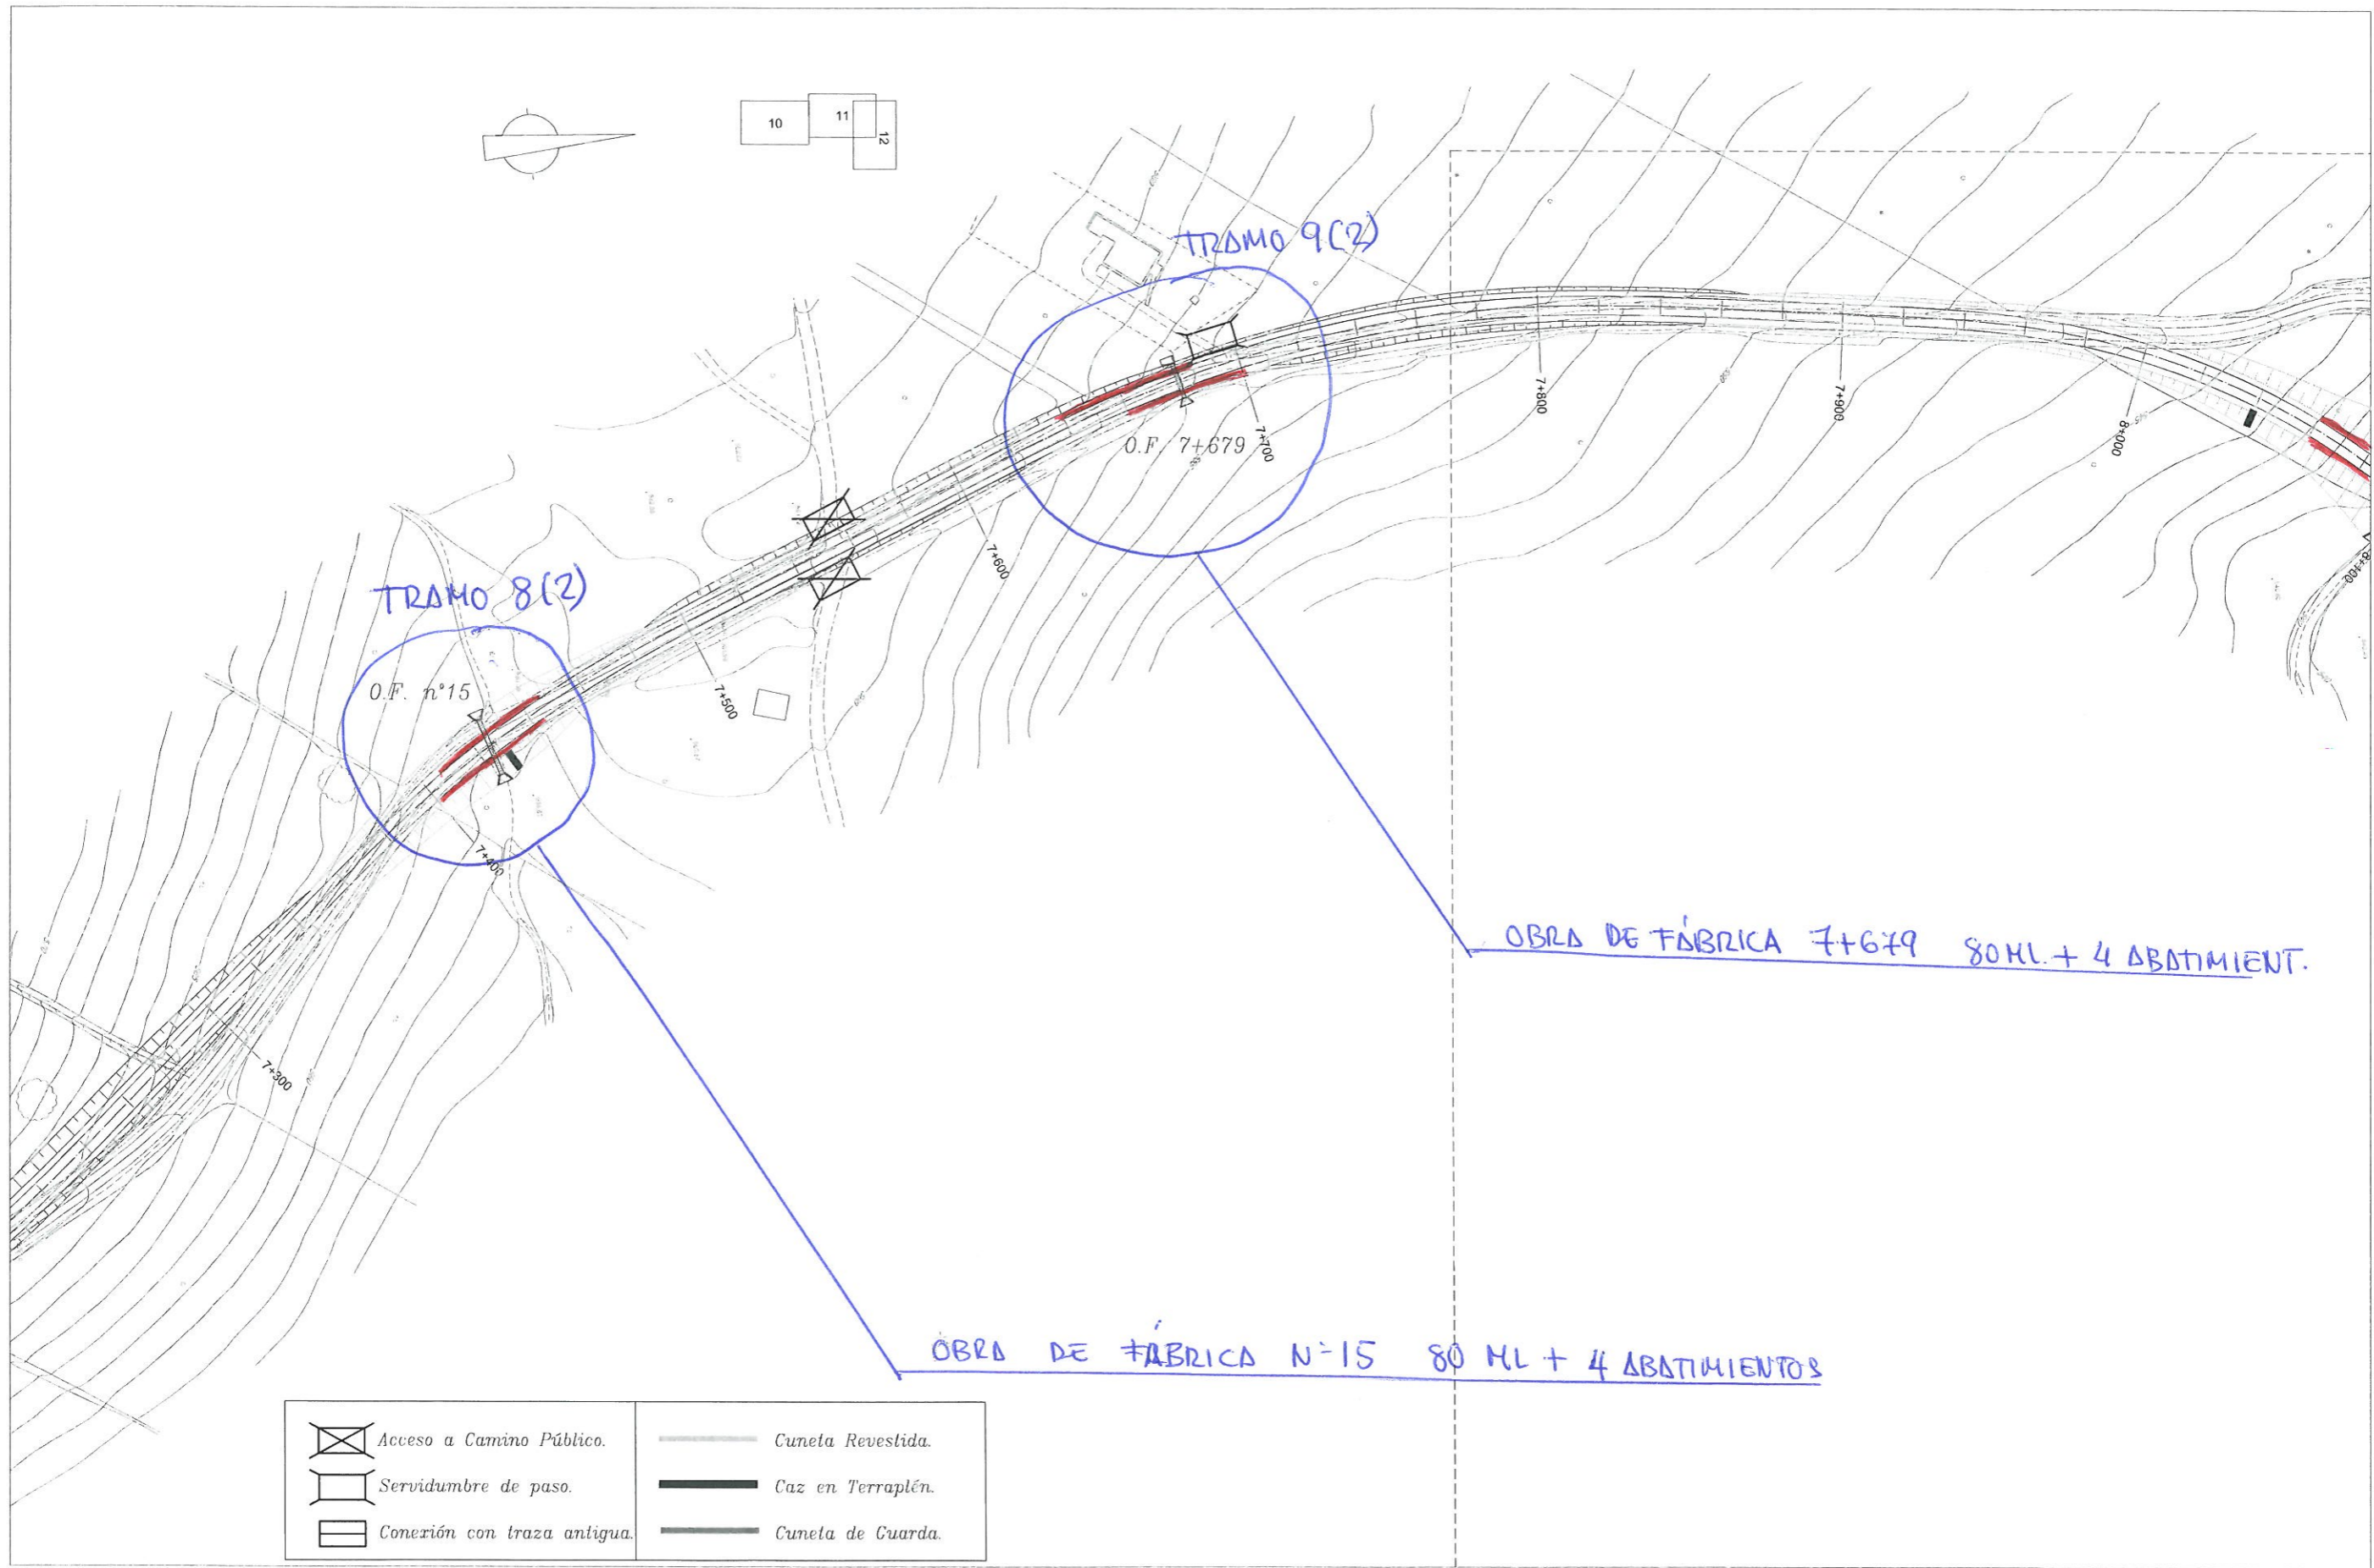 10
11
12
TRAMO 9(2)
O.F. 7+679
7+700
7+800
7+900
8+000
8+100
7+600
TRAMO 8(2)
O.F. nº15
7+500
7+400
7+300
OBRA DE FÁBRICA 7+679 80 ML. + 4 ABATIMIENT.
OBRA DE FÁBRICA Nº15 80 ML + 4 ABATIMIENTOS
Acceso a Camino Público.
Servidumbre de paso.
Conexión con traza antigua.
Cuneta Revestida.
Caz en Terraplén.
Cuneta de Guarda.